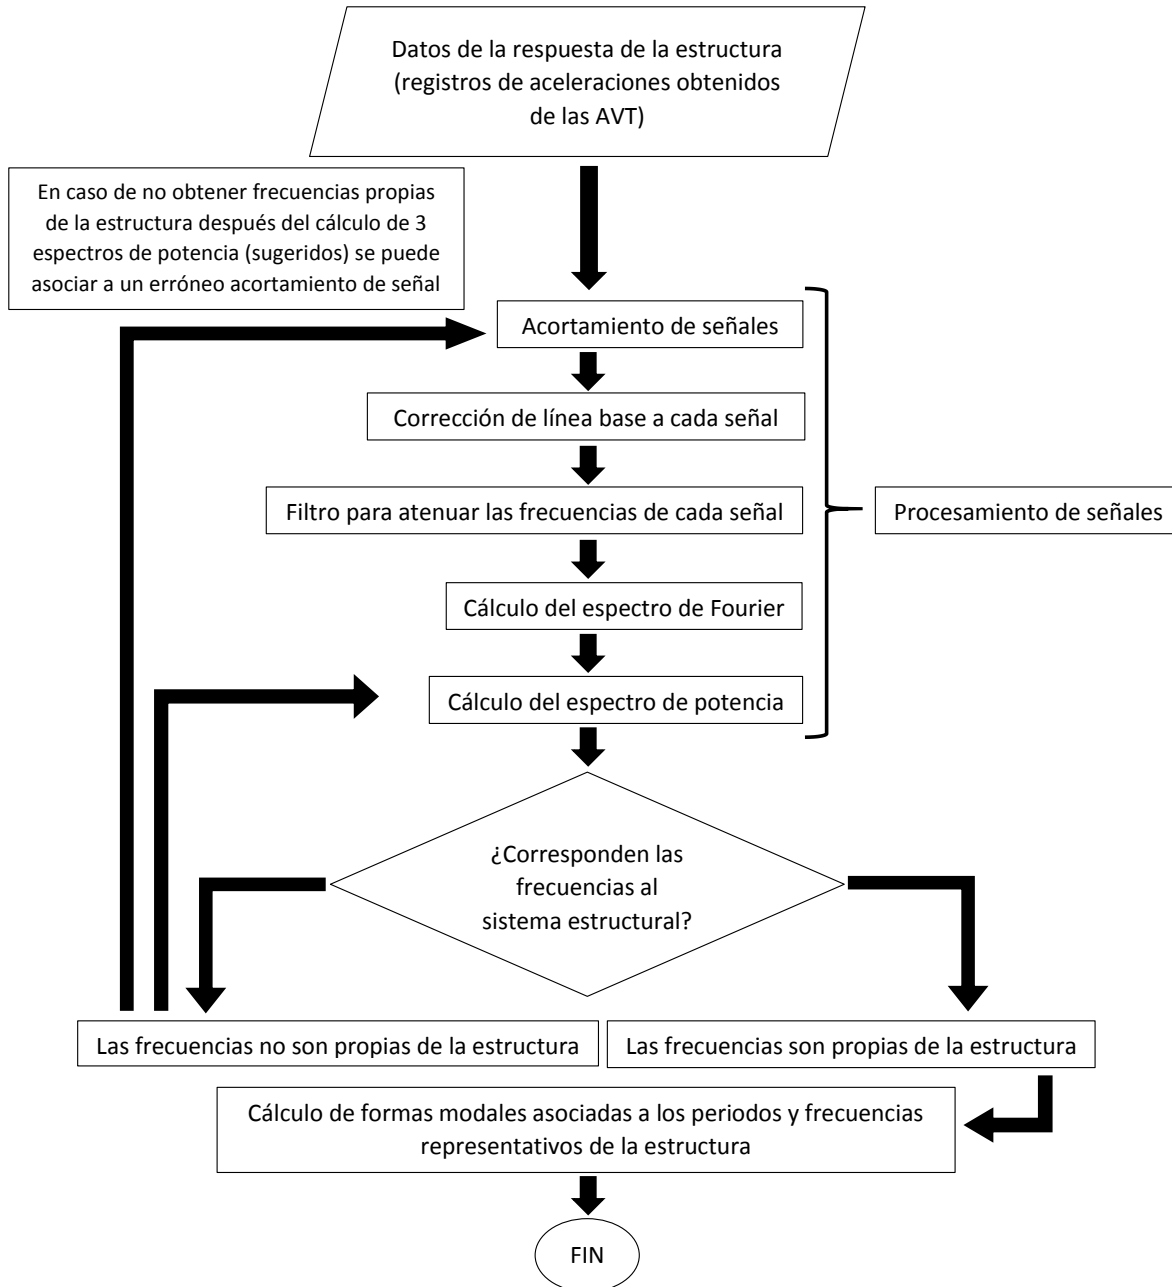 Datos de la respuesta de la estructura
(registros de aceleraciones obtenidos
de las AVT)
En caso de no obtener frecuencias propias
de la estructura después del cálculo de 3
espectros de potencia (sugeridos) se puede
asociar a un erróneo acortamiento de señal
Acortamiento de señales
Corrección de línea base a cada señal
Filtro para atenuar las frecuencias de cada señal
Procesamiento de señales
Cálculo del espectro de Fourier
Cálculo del espectro de potencia
¿Corresponden las
frecuencias al
sistema estructural?
Las frecuencias no son propias de la estructura
Las frecuencias son propias de la estructura
Cálculo de formas modales asociadas a los periodos y frecuencias
representativos de la estructura
FIN